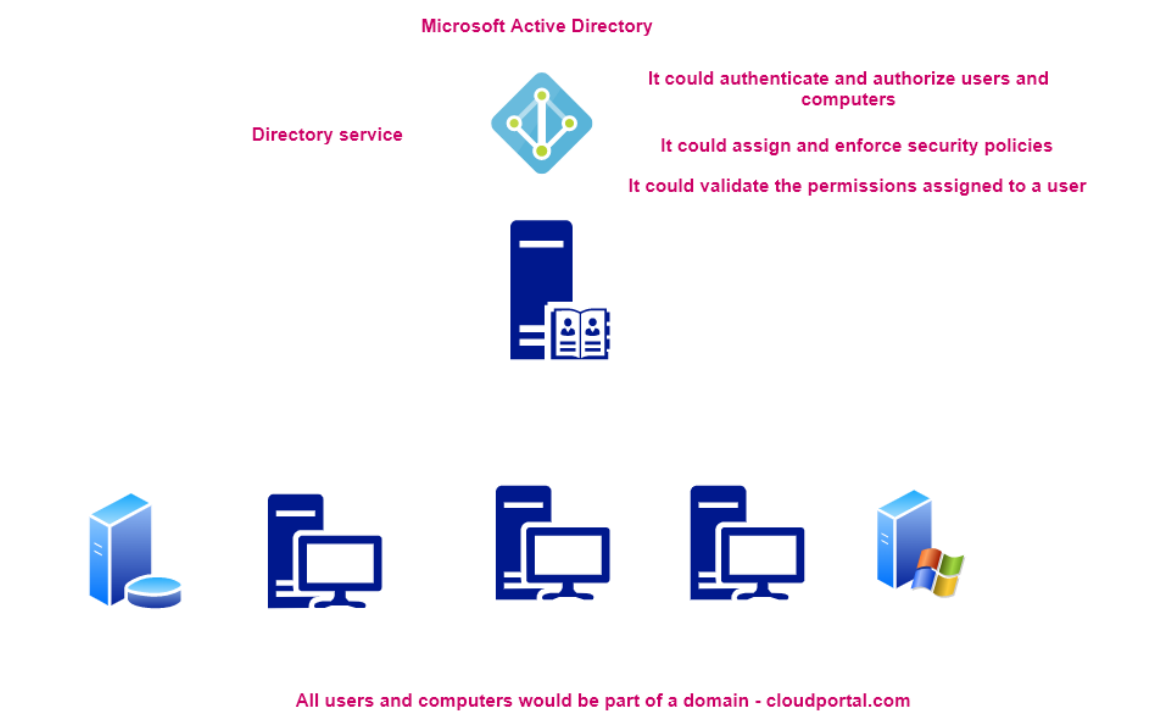 Microsoft Active Directory
It could authenticate and authorize users and
computers
Directory service
It could assign and enforce security policies
It could validate the permissions assigned to a user
All users and computers would be part of a domain - cloudportal.com